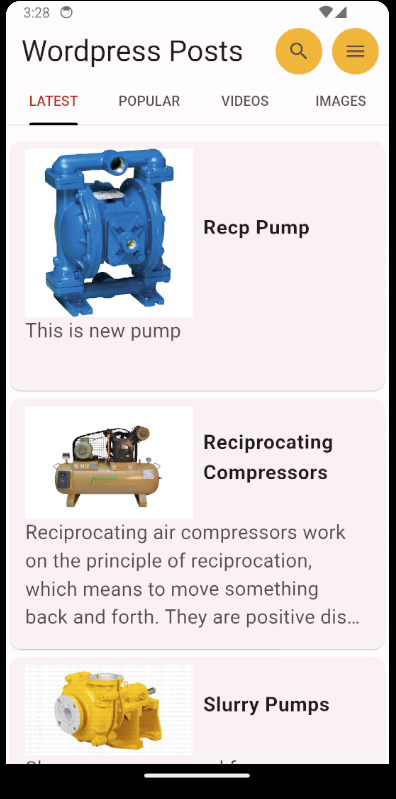 3:28
Wordpress Posts
LATEST POPULAR VIDEOS IMAGES
Recp Pump
This is new pump
Reciprocating
Compressors
Reciprocating air compressors work
on the principle of reciprocation,
which means to move something
back and forth. They are positive dis…
Slurry Pumps